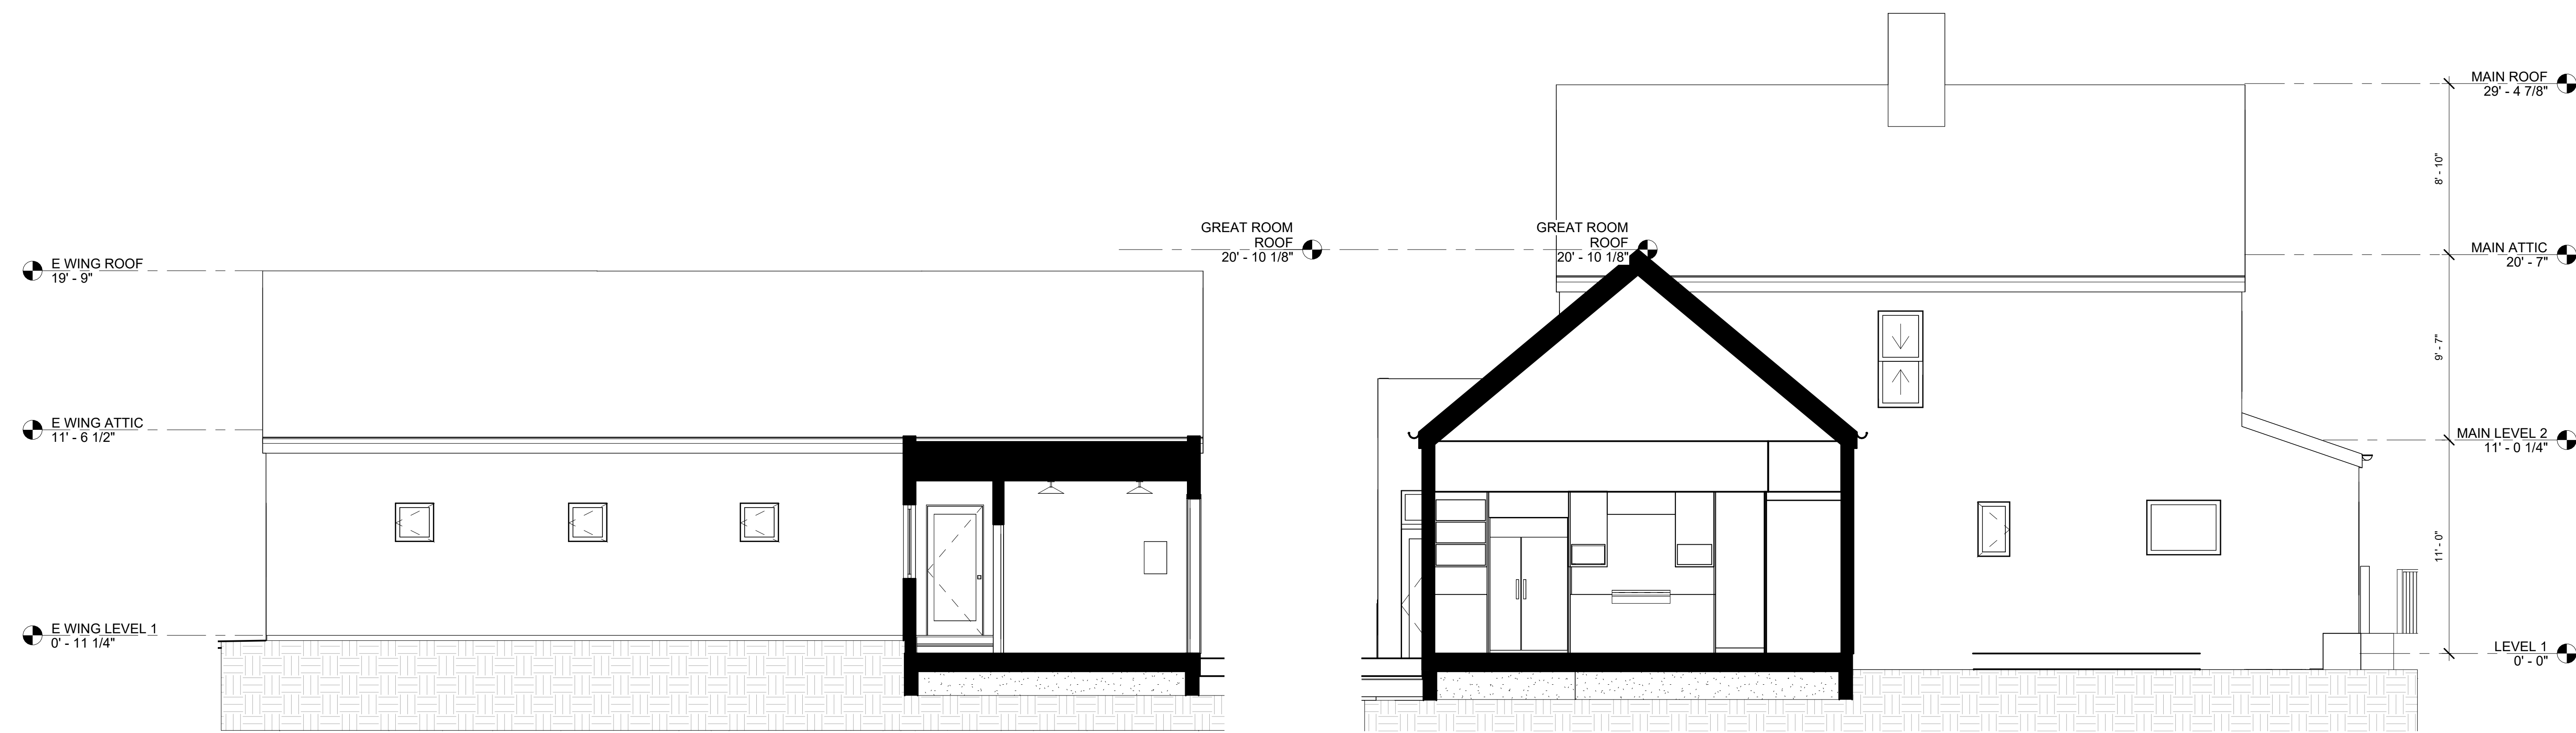 MAIN ROOF
29' - 4 7/8"
8' - 10"
GREAT ROOM
ROOF
20' - 10 1/8"
GREAT ROOM
ROOF
20' - 10 1/8"
MAIN ATTIC
20' - 7"
E WING ROOF
19' - 9"
9' - 7"
E WING ATTIC
11' - 6 1/2"
MAIN LEVEL 2
11' - 0 1/4"
11' - 0"
E WING LEVEL 1
0' - 11 1/4"
LEVEL 1
0' - 0"